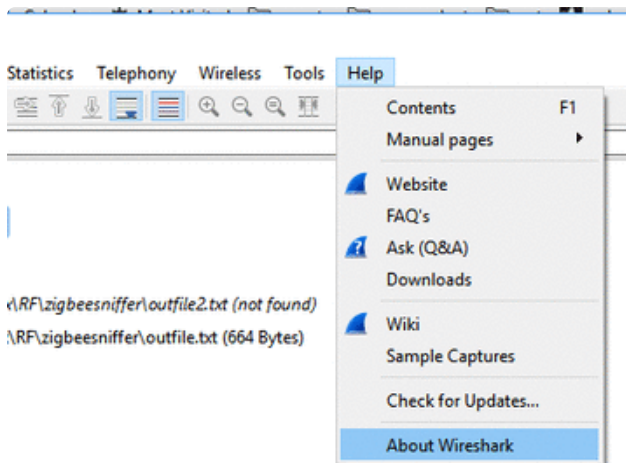 Statistics Telephony Wireless Tools Help
Contents F1
Manual pages
Website
FAQ's
Ask (Q&A)
Downloads
\RF\zigbeesniffer\outfile2.txt (not found)
:\RF\zigbeesniffer\outfile.txt (664 Bytes)
Wiki
Sample Captures
Check for Updates...
About Wireshark